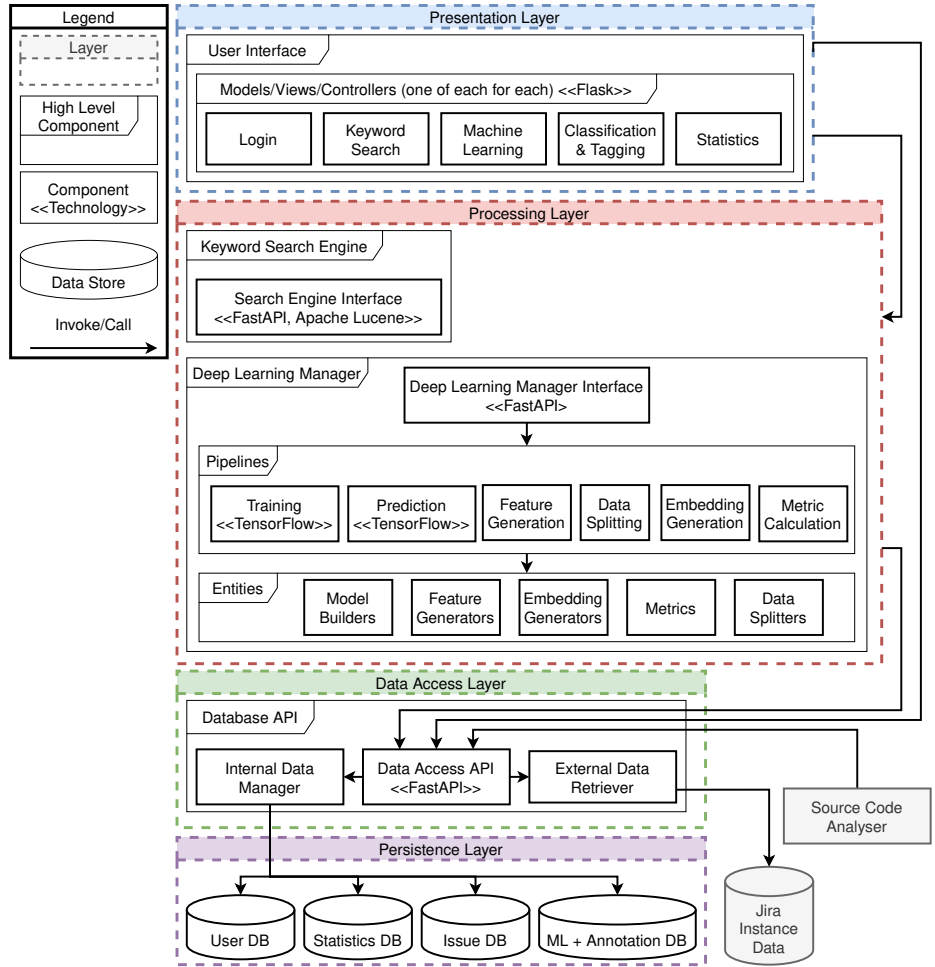 Legend
Layer
High Level
Component
Component
<<Technology>>
Data Store
Invoke/Call
Presentation Layer
User Interface
Models/Views/Controllers (one of each for each) <<Flask>>
Login
Keyword
Search
Machine
Learning
Classification
& Tagging
Statistics
Processing Layer
Keyword Search Engine
Search Engine Interface
<<FastAPI, Apache Lucene>>
Deep Learning Manager
Deep Learning Manager Interface
<<FastAPI>
Pipelines
Training
<<TensorFlow>>
Prediction
<<TensorFlow>>
Feature
Generation
Data
Splitting
Embedding
Generation
Metric
Calculation
Entities
Model
Builders
Feature
Generators
Embedding
Generators
Metrics
Data
Splitters
Data Access Layer
Database API
Internal Data
Manager
Data Access API
<<FastAPI>>
External Data
Retriever
Source Code
Analyser
Persistence Layer
User DB
Statistics DB
Issue DB
ML + Annotation DB
Jira
Instance
Data